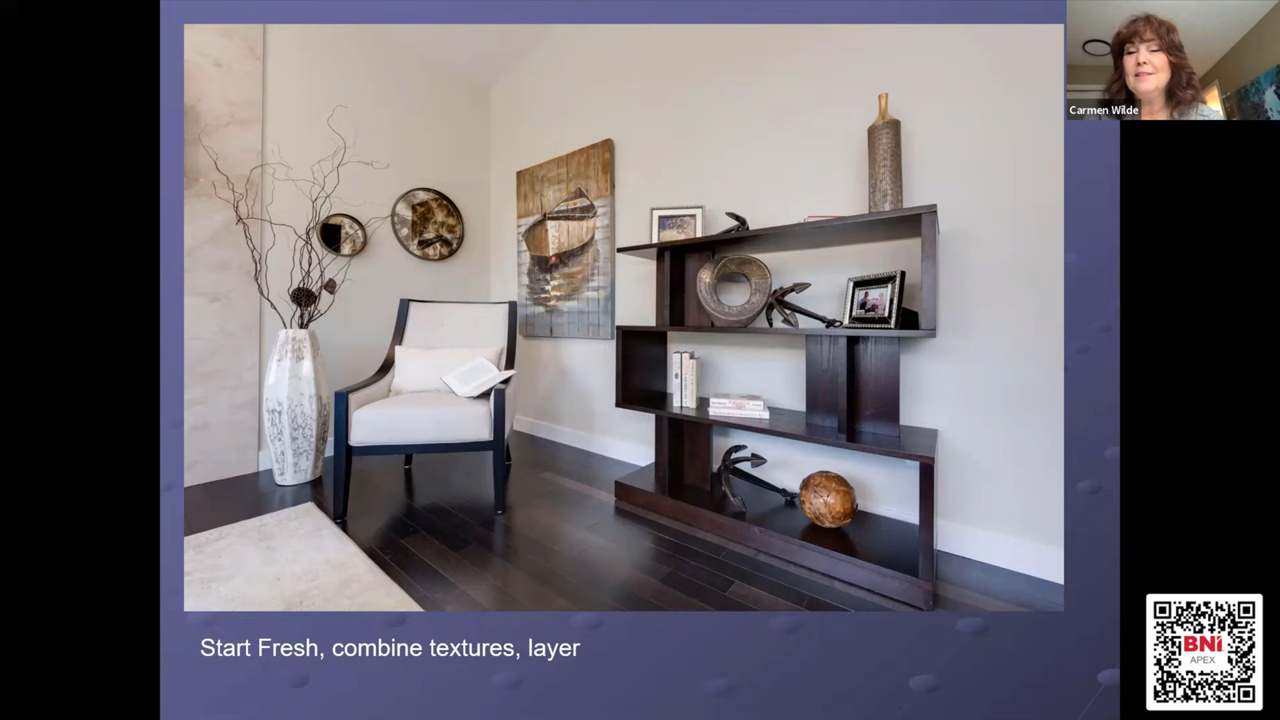 Carmen Wilde
Start Fresh, combine textures, layer
BNI
APEX